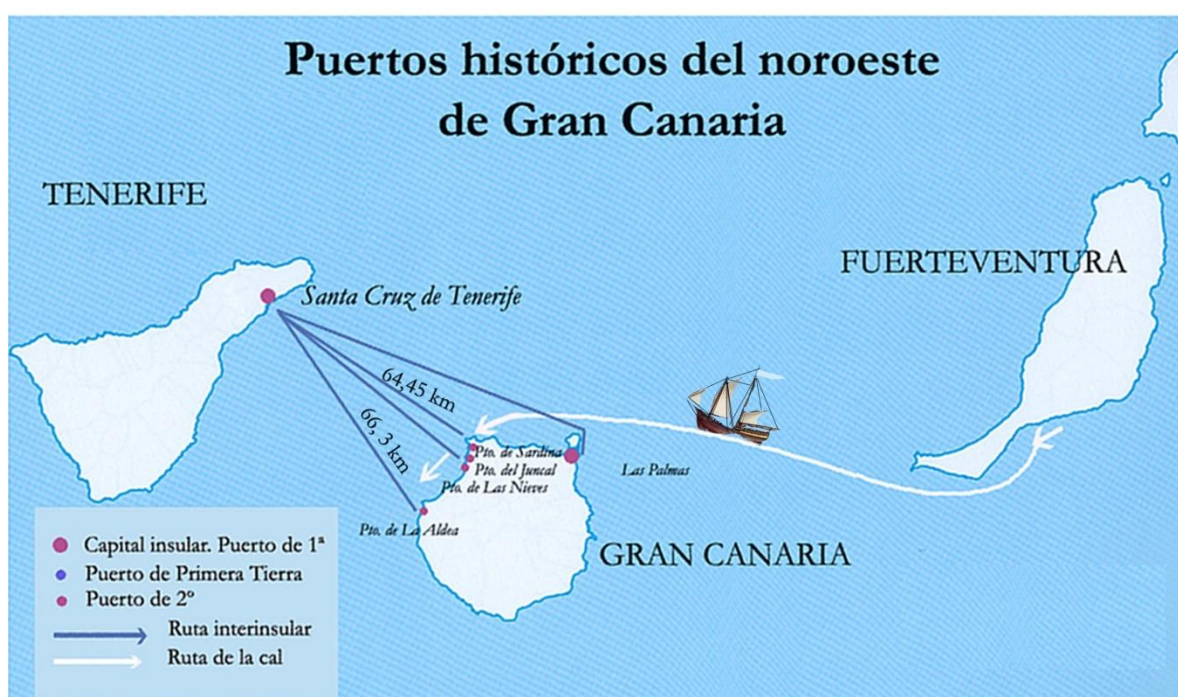 Puertos históricos del noroeste
de Gran Canaria
TENERIFE
FUERTEVENTURA
Santa Cruz de Tenerife
64,45 km
66, 3 km
Pto. de Sardina
Pto. del Juncal
Las Palmas
Pto. de Las Nieves
Pto. de La Aldea
GRAN CANARIA
Capital insular. Puerto de 1ª
Puerto de Primera Tierra
Puerto de 2º
Ruta interinsular
Ruta de la cal